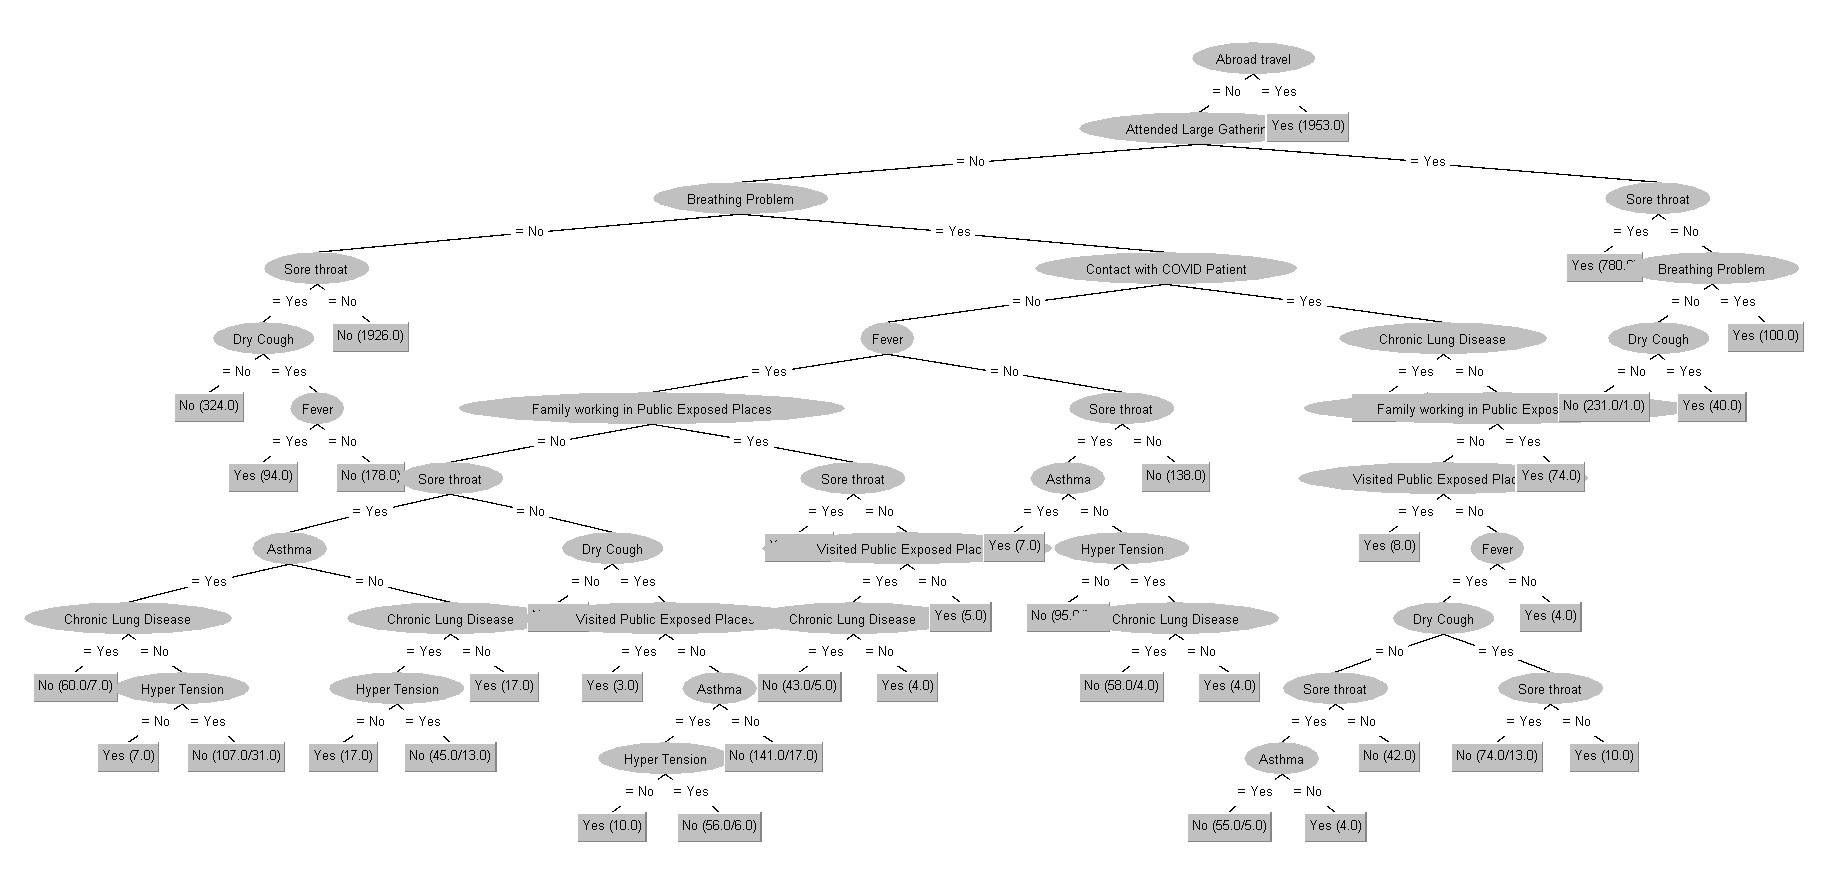 Abroad travel
= No = Yes
Attended Large Gatherin Yes (1953.0)
= No = Yes
Breathing Problem Sore throat
= No = Yes = Yes = No
Sore throat Contact with COVID Patient Yes (780.0 Breathing Problem
= Yes = No = No = Yes = No = Yes
Dry Cough No (1926.0) Fever Chronic Lung Disease Dry Cough Yes (100.0)
= No = Yes = Yes = No = Yes = No = No = Yes
No (324.0) Fever Family working in Public Exposed Places Sore throat Family working in Public Expos No (231.0/1.0) Yes (40.0)
= Yes = No = No = Yes = Yes = No = No = Yes
Yes (94.0) No (178.0) Sore throat Sore throat Asthma No (138.0) Visited Public Exposed Plac Yes (74.0)
= Yes = No = Yes = No = Yes = No = Yes = No
Asthma Dry Cough Visited Public Exposed Plac Yes (7.0) Hyper Tension Yes (8.0) Fever
= Yes = No = No = Yes = Yes = No = No = Yes = Yes = No
Chronic Lung Disease Chronic Lung Disease Visited Public Exposed Places Chronic Lung Disease Yes (5.0) No (95.0 Chronic Lung Disease Dry Cough Yes (4.0)
= Yes = No = Yes = No = Yes = No = Yes = No = Yes = No = No = Yes
No (60.0/7.0) Hyper Tension Hyper Tension Yes (17.0) Yes (3.0) Asthma No (43.0/5.0) Yes (4.0) No (58.0/4.0) Yes (4.0) Sore throat Sore throat
= No = Yes = No = Yes = Yes = No = Yes = No = Yes = No
Yes (7.0) No (107.0/31.0) Yes (17.0) No (45.0/13.0) Hyper Tension No (141.0/17.0) Asthma No (42.0) No (74.0/13.0) Yes (10.0)
= No = Yes = Yes = No
Yes (10.0) No (56.0/6.0) No (55.0/5.0) Yes (4.0)